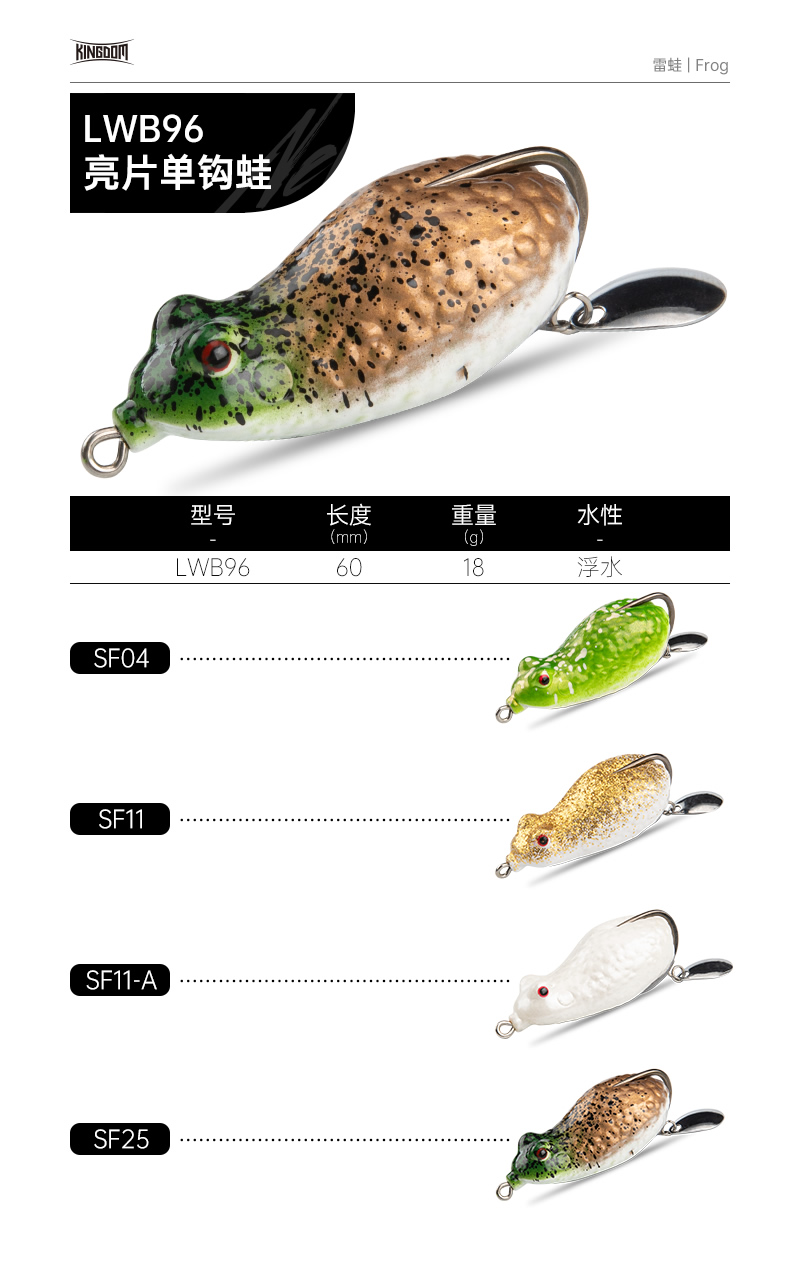 KINGDOM
雷蛙 | Frog
LWB96
亮片单钩蛙
型号 长度 重量 水性
- (mm) (g) -
LWB96 60 18 浮水
SF04
SF11
SF11-A
SF25